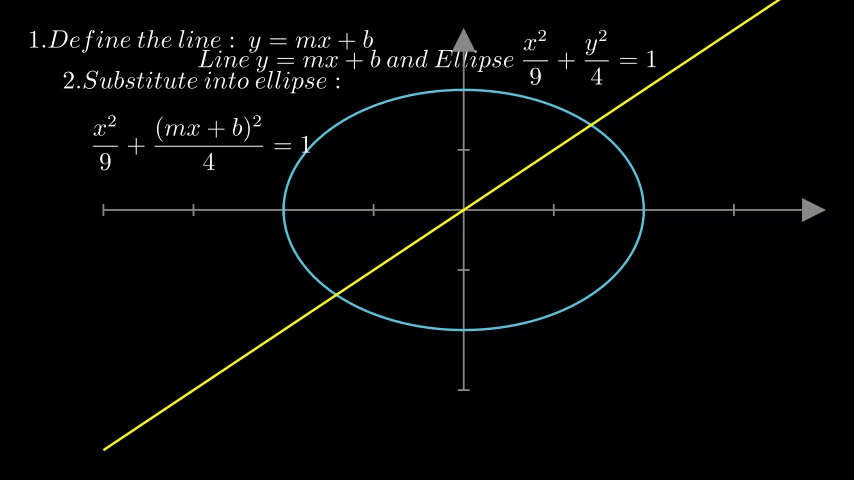 1.Define the line : y = mx + b
Line y = mx + b and Ellipse x²/9 + y²/4 = 1
2.Substitute into ellipse :
x²/9 + (mx + b)²/4 = 1